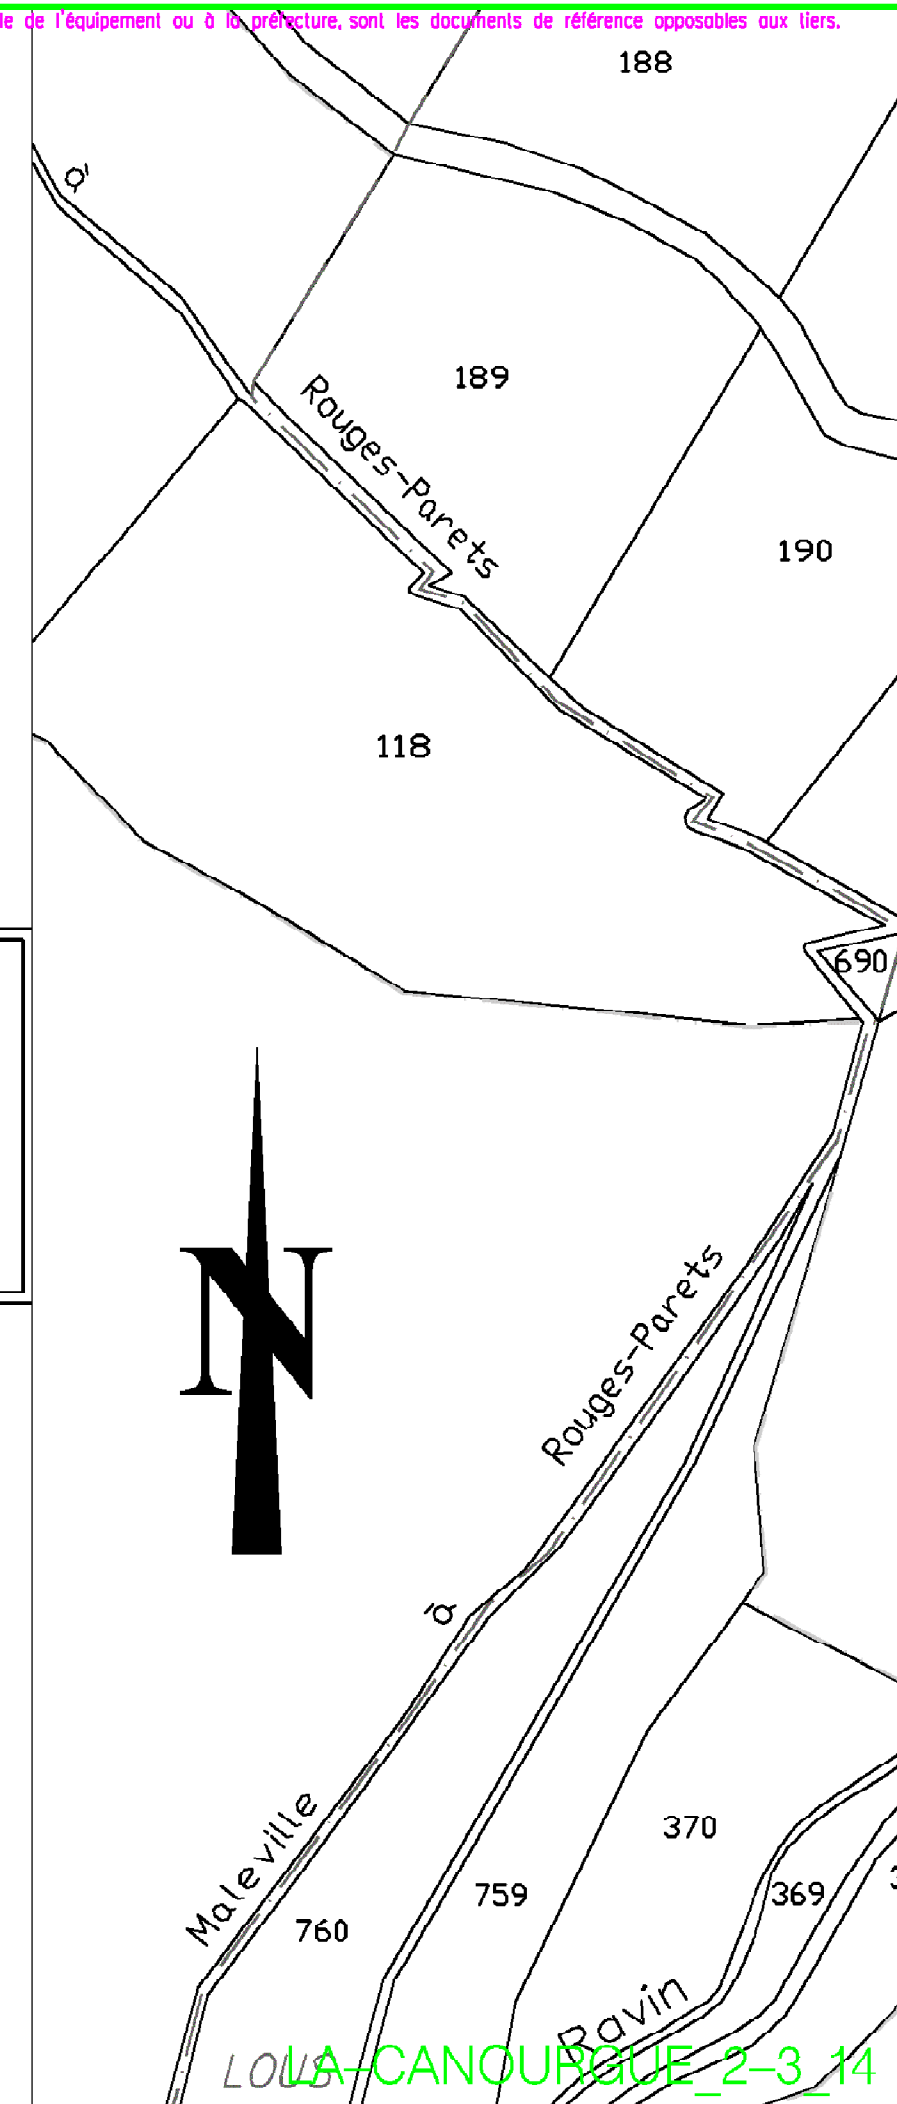 le de l'équipement ou à la préfecture, sont les documents de référence opposables aux tiers.
188
à
189
Rouges-Parets
190
118
690
N
Rouges-Parets
à
Maleville
370
369
759
760
Ravin
LOUS
LA-CANOURGUE_2-3_14